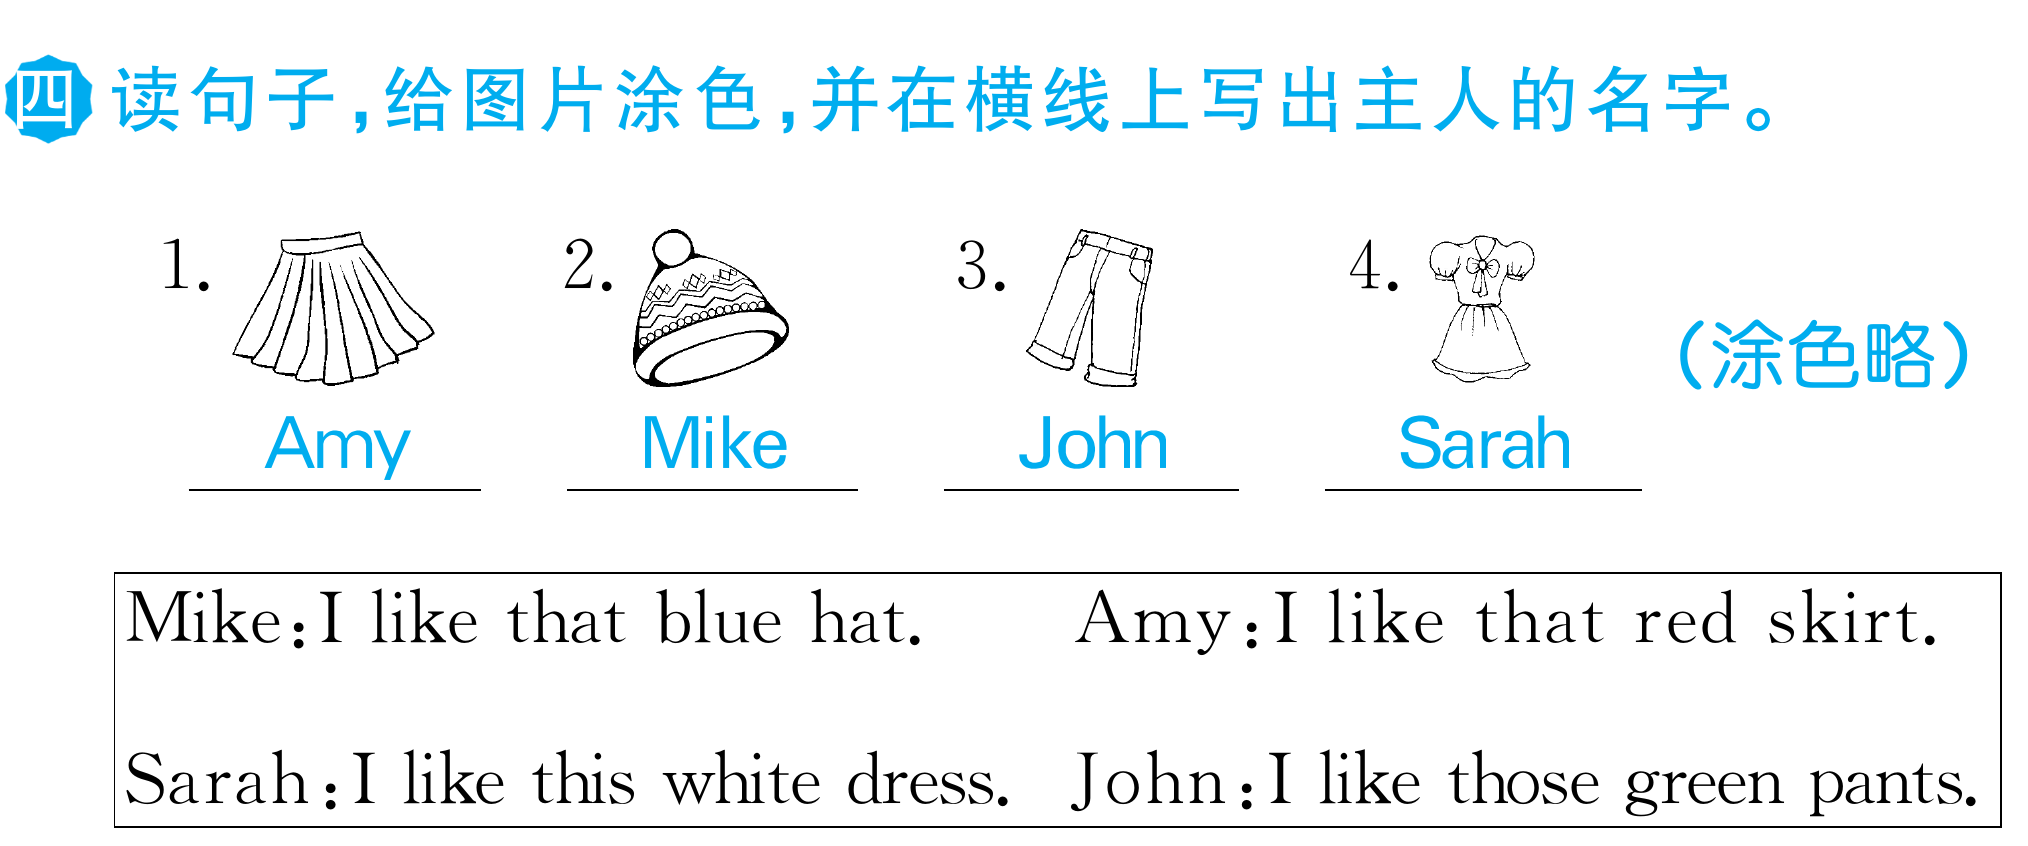 四 读句子,给图片涂色,并在横线上写出主人的名字。
1. 2. 3. 4.
(涂色略)
Amy Mike John Sarah
Mike:I like that blue hat. Amy:I like that red skirt.
Sarah:I like this white dress. John:I like those green pants.